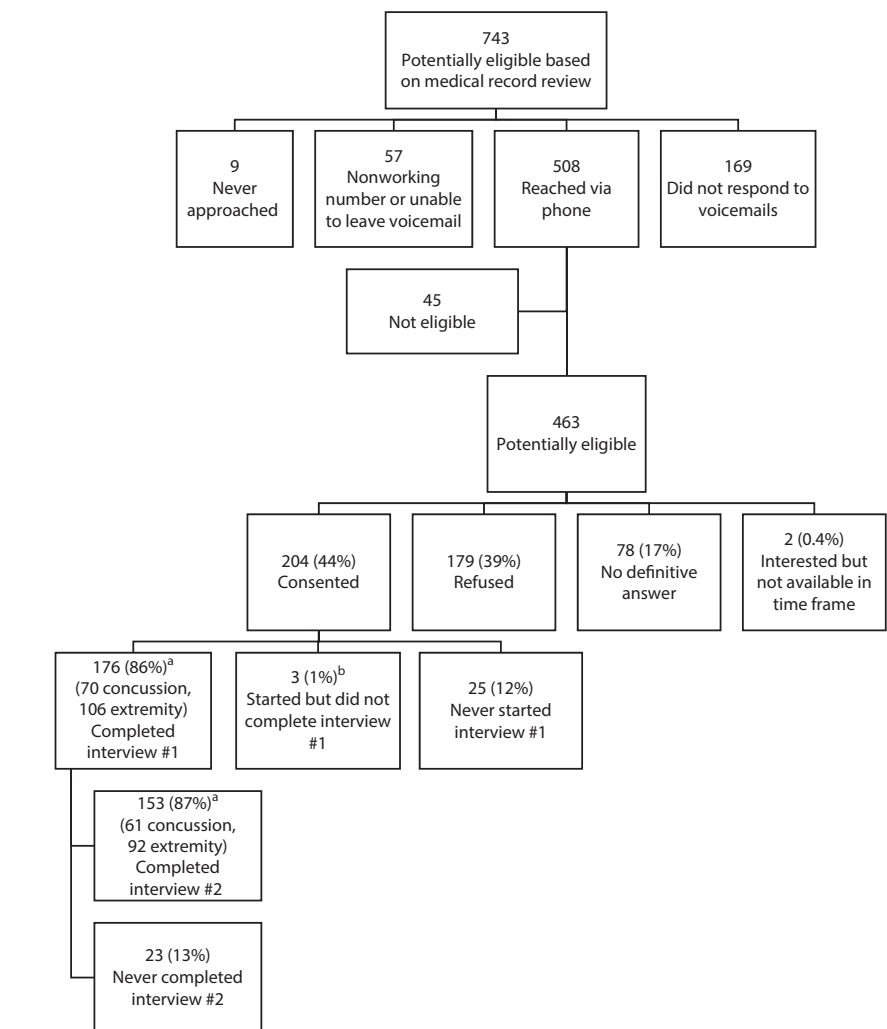 743
Potentially eligible based
on medical record review
9
Never
approached
57
Nonworking
number or unable
to leave voicemail
508
Reached via
phone
169
Did not respond to
voicemails
45
Not eligible
463
Potentially eligible
204 (44%)
Consented
179 (39%)
Refused
78 (17%)
No definitive
answer
2 (0.4%)
Interested but
not available in
time frame
176 (86%)a
(70 concussion,
106 extremity)
Completed
interview #1
3 (1%)b
Started but did not
complete interview
#1
25 (12%)
Never started
interview #1
153 (87%)a
(61 concussion,
92 extremity)
Completed
interview #2
23 (13%)
Never completed
interview #2